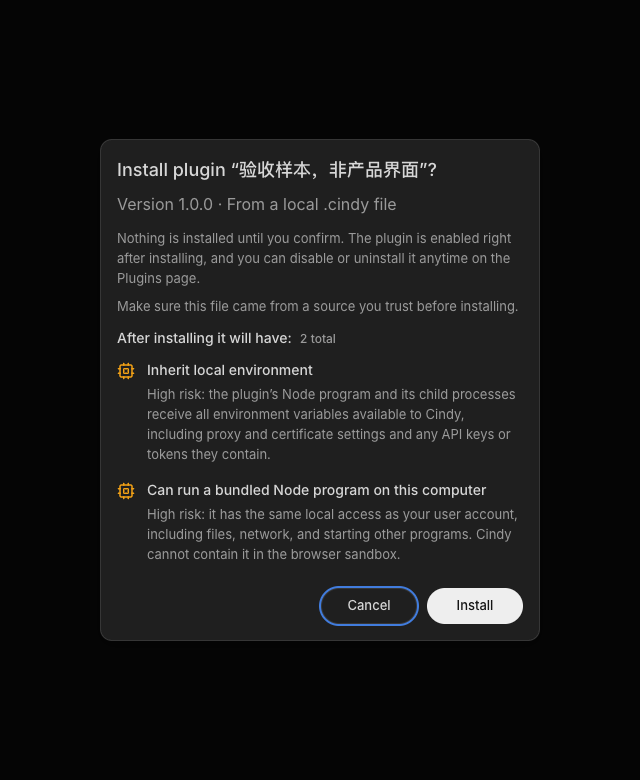 Install plugin “验收样本，非产品界面”?
Version 1.0.0 · From a local .cindy file
Nothing is installed until you confirm. The plugin is enabled right
after installing, and you can disable or uninstall it anytime on the
Plugins page.
Make sure this file came from a source you trust before installing.
After installing it will have: 2 total
Inherit local environment
High risk: the plugin’s Node program and its child processes
receive all environment variables available to Cindy,
including proxy and certificate settings and any API keys or
tokens they contain.
Can run a bundled Node program on this computer
High risk: it has the same local access as your user account,
including files, network, and starting other programs. Cindy
cannot contain it in the browser sandbox.
Cancel Install